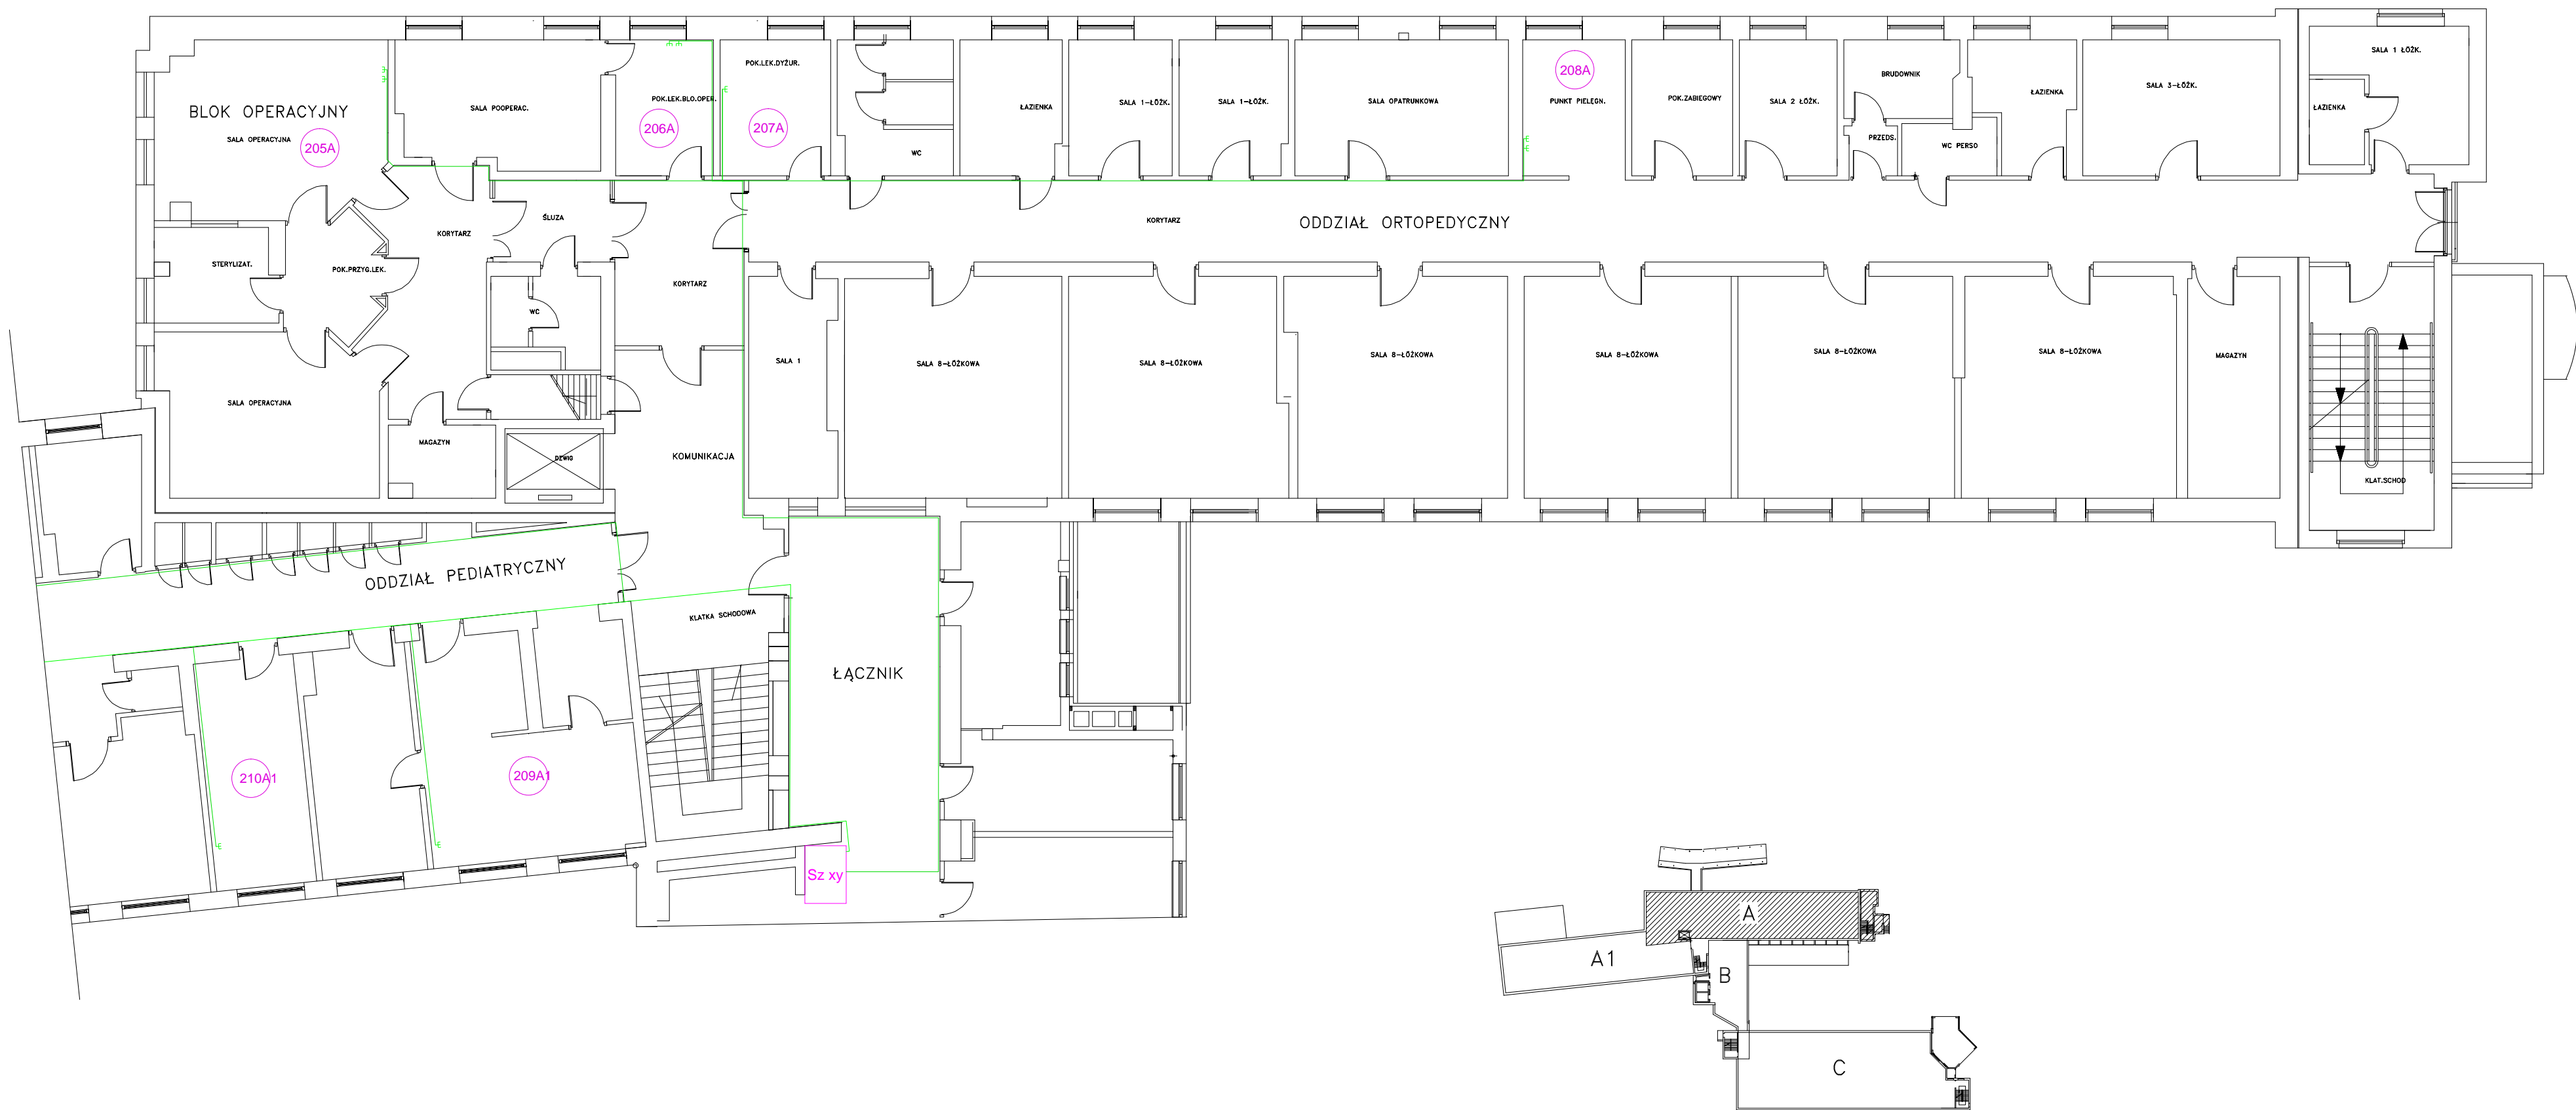 BLOK OPERACYJNY
SALA OPERACYJNA
205A
SALA POOPERAC.
POK.LEK.BLO.OPER.
206A
POK.LEK.DYŻUR.
207A
WC
ŁAZIENKA
SALA 1-ŁÓŻK.
SALA 1-ŁÓŻK.
SALA OPATRUNKOWA
208A
PUNKT PIELĘGN.
POK.ZABIEGOWY
SALA 2 ŁÓŻK.
BRUDOWNIK
PRZEDS.
WC PERSO
ŁAZIENKA
SALA 3-ŁÓŻK.
SALA 1 ŁÓŻK.
ŁAZIENKA
STERYLIZAT.
POK.PRZYG.LEK.
KORYTARZ
ŚLUZA
KORYTARZ
KORYTARZ
ODDZIAŁ ORTOPEDYCZNY
WC
SALA OPERACYJNA
MAGAZYN
DŹWIG
KOMUNIKACJA
SALA 1
SALA 8-ŁÓŻKOWA
SALA 8-ŁÓŻKOWA
SALA 8-ŁÓŻKOWA
SALA 8-ŁÓŻKOWA
SALA 8-ŁÓŻKOWA
SALA 8-ŁÓŻKOWA
MAGAZYN
KLAT.SCHOD
ODDZIAŁ PEDIATRYCZNY
KLATKA SCHODOWA
ŁĄCZNIK
210A1
209A1
Sz xy
A
A1
B
C